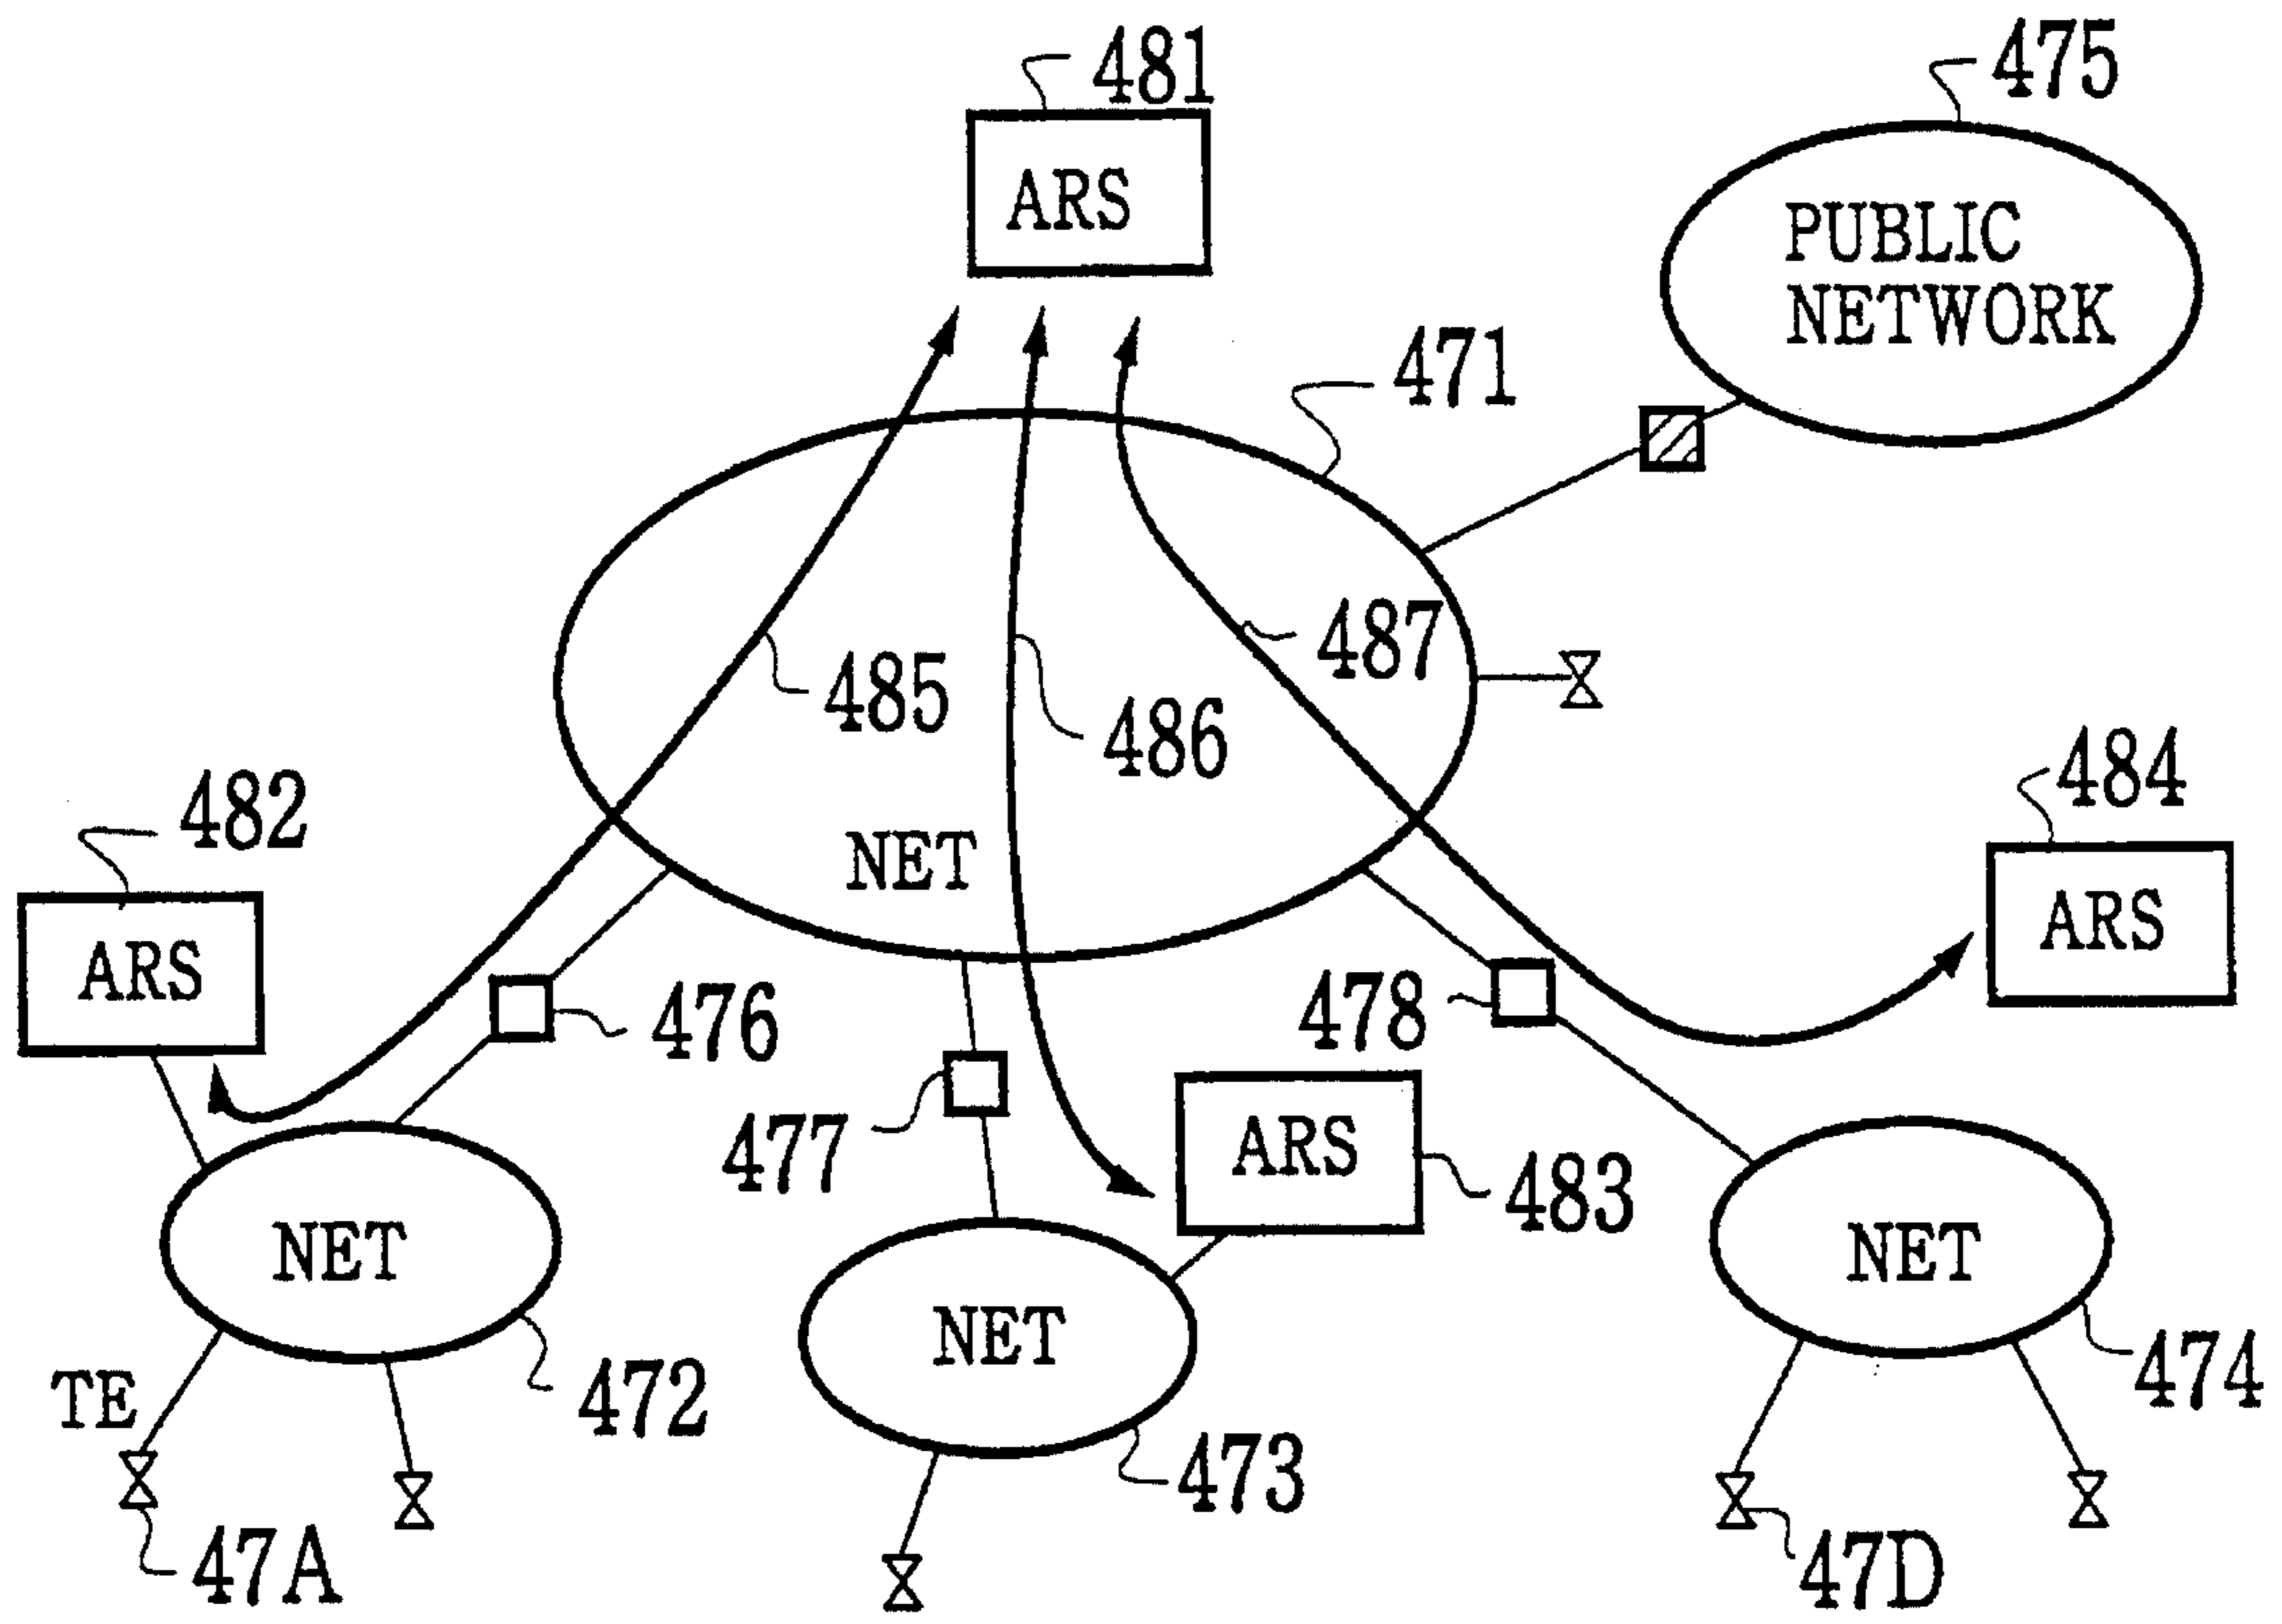 481
ARS
475
PUBLIC
NETWORK
471
487
485
486
NET
482
ARS
484
ARS
476
478
477
ARS
483
NET
472
NET
473
NET
474
TE
47A
47D